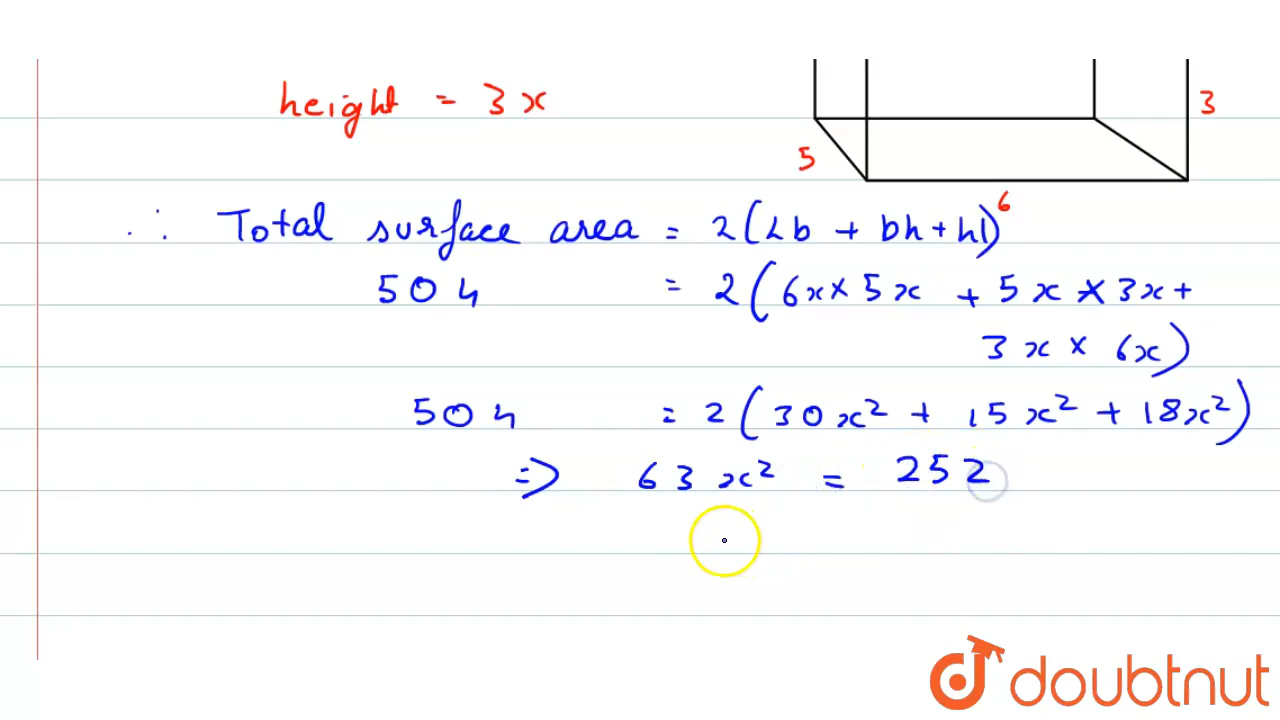 height = 3x
3
5
6
∴ Total surface area = 2(Lb + bh + hl)
504 = 2(6x × 5x + 5x × 3x +
3x × 6x)
504 = 2(30x² + 15x² + 18x²)
⇒ 63x² = 252
doubtnut